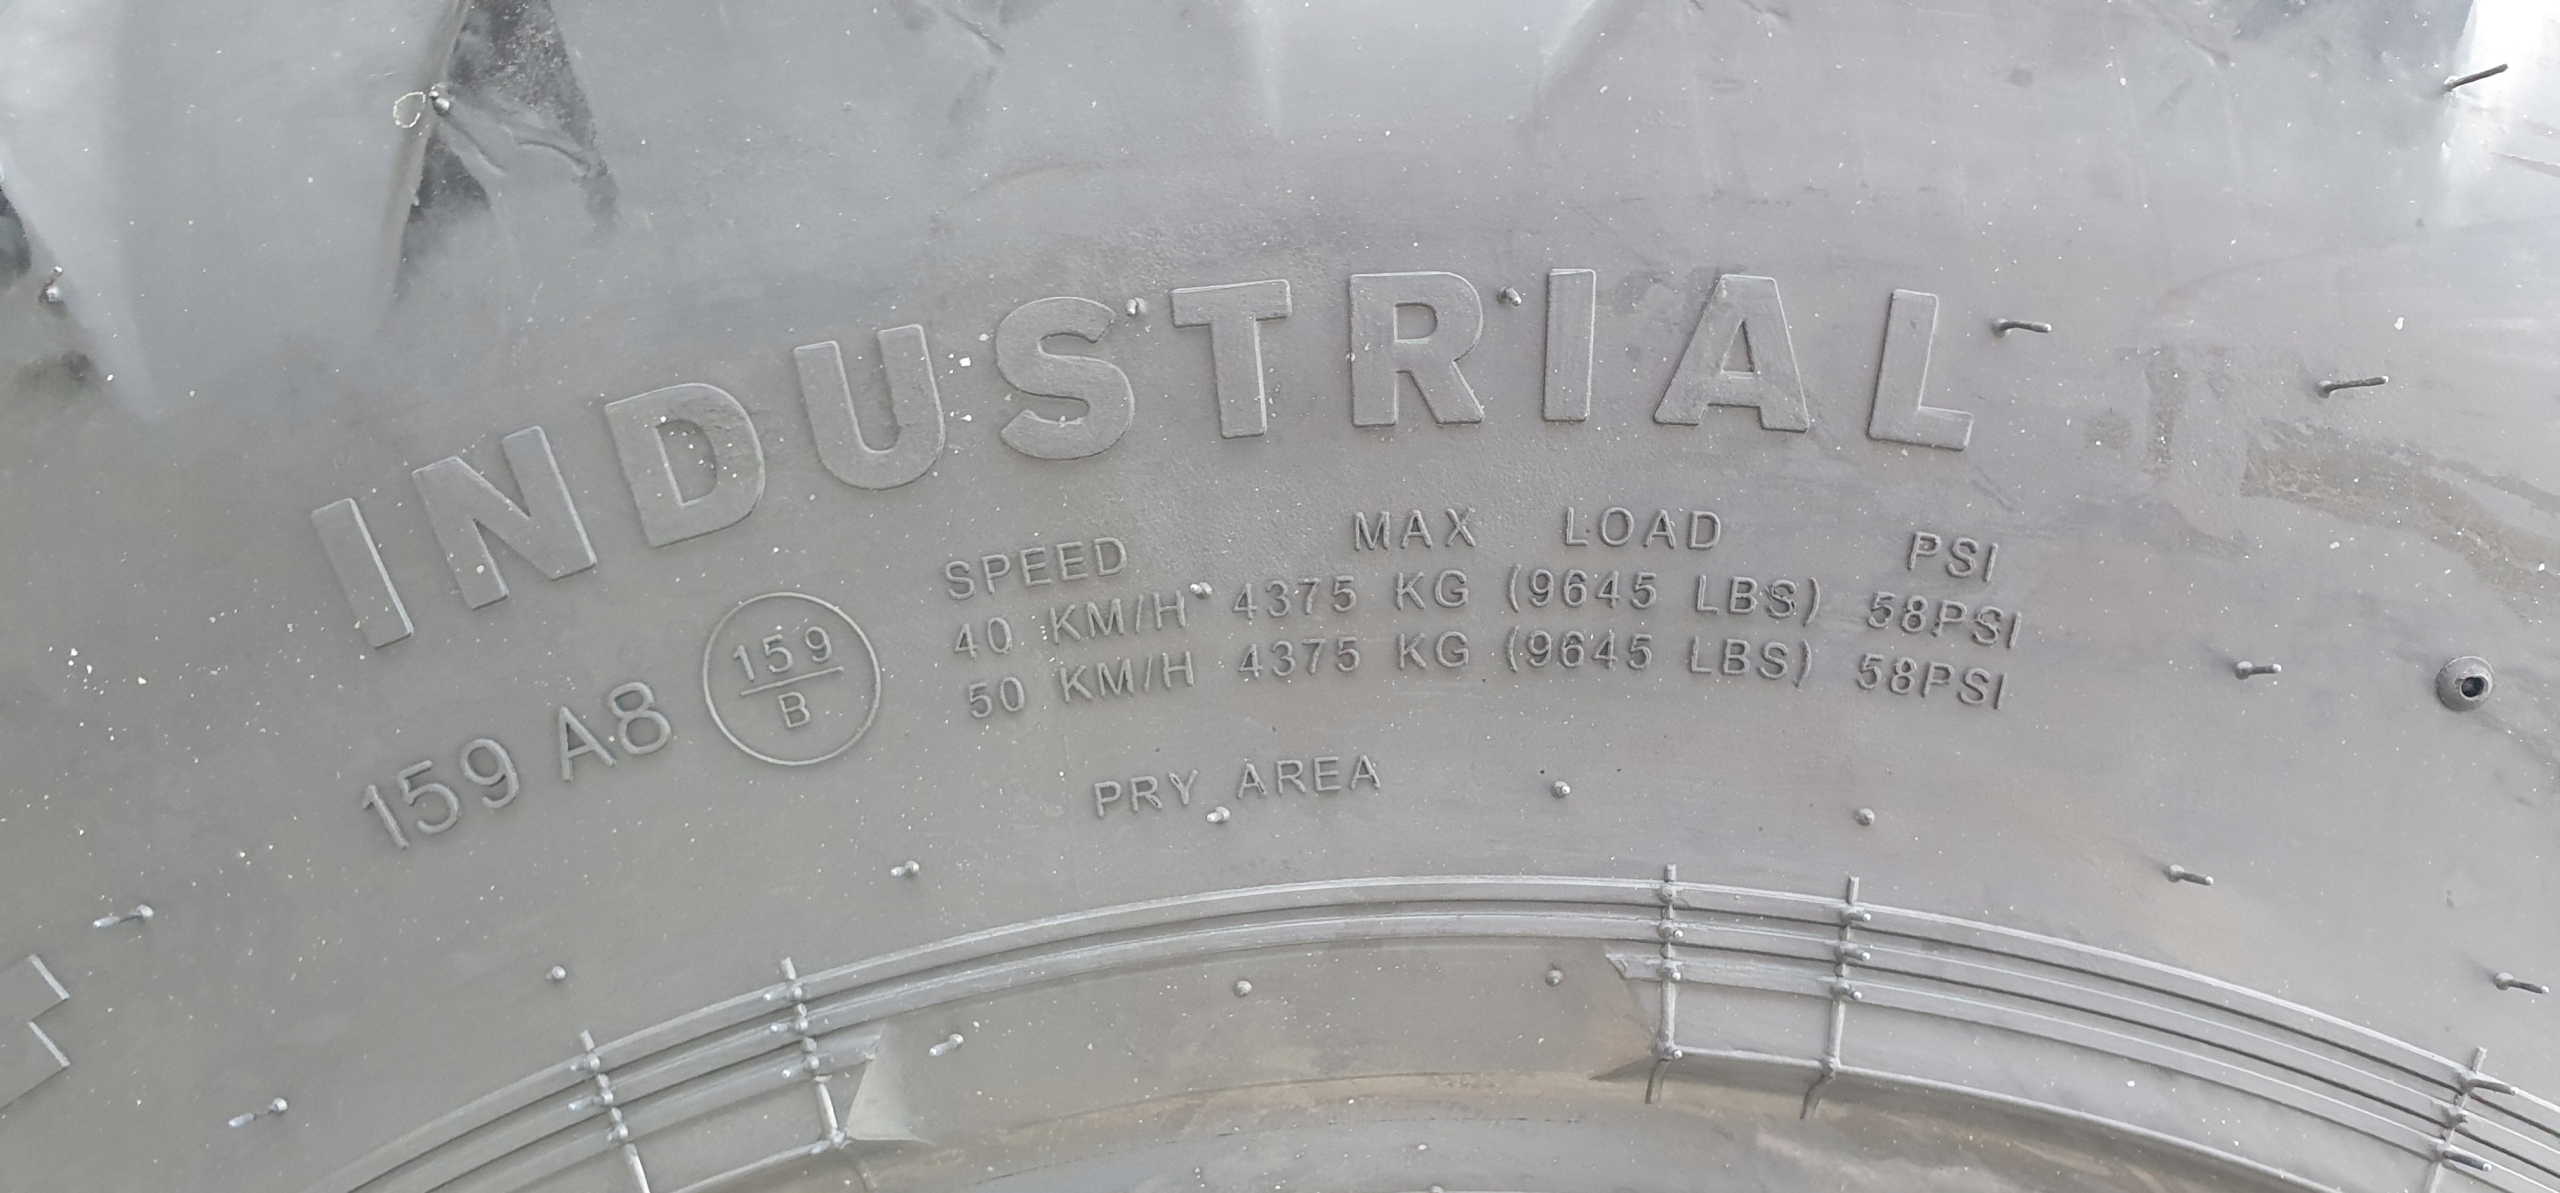 INDUSTRIAL
159 A8 159
B
SPEED MAX LOAD PSI
40 KM/H 4375 KG (9645 LBS) 58PSI
50 KM/H 4375 KG (9645 LBS) 58PSI
PRY AREA